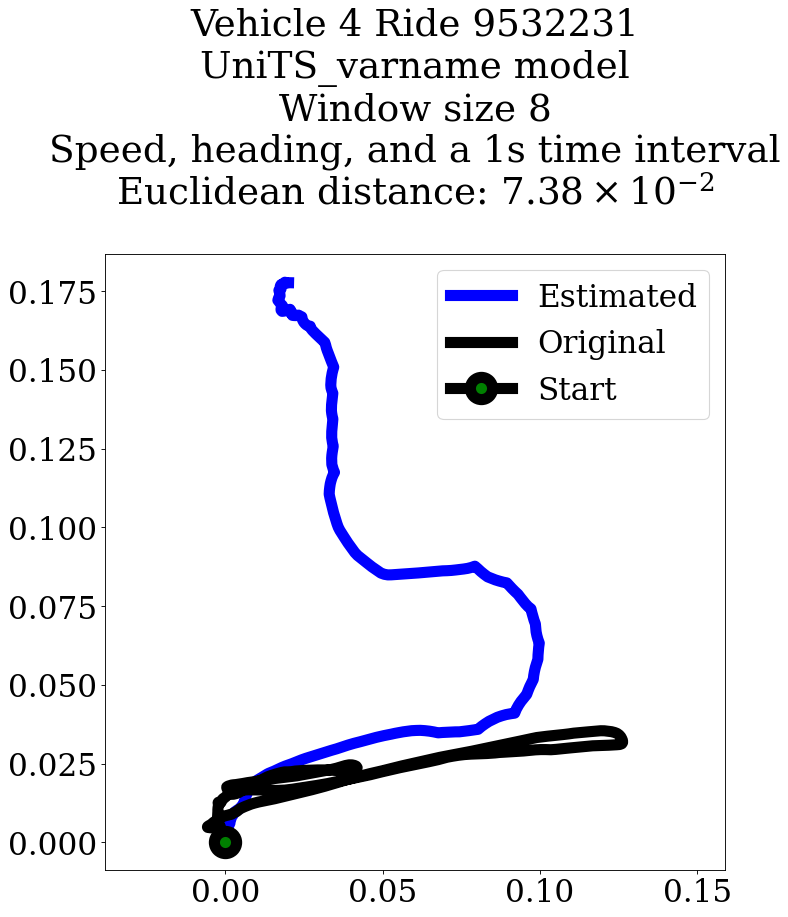 Vehicle 4 Ride 9532231
UniTS_varname model
Window size 8
Speed, heading, and a 1s time interval
Euclidean distance: 7.38 × 10⁻²
Estimated
Original
Start
0.175
0.150
0.125
0.100
0.075
0.050
0.025
0.000
0.00 0.05 0.10 0.15